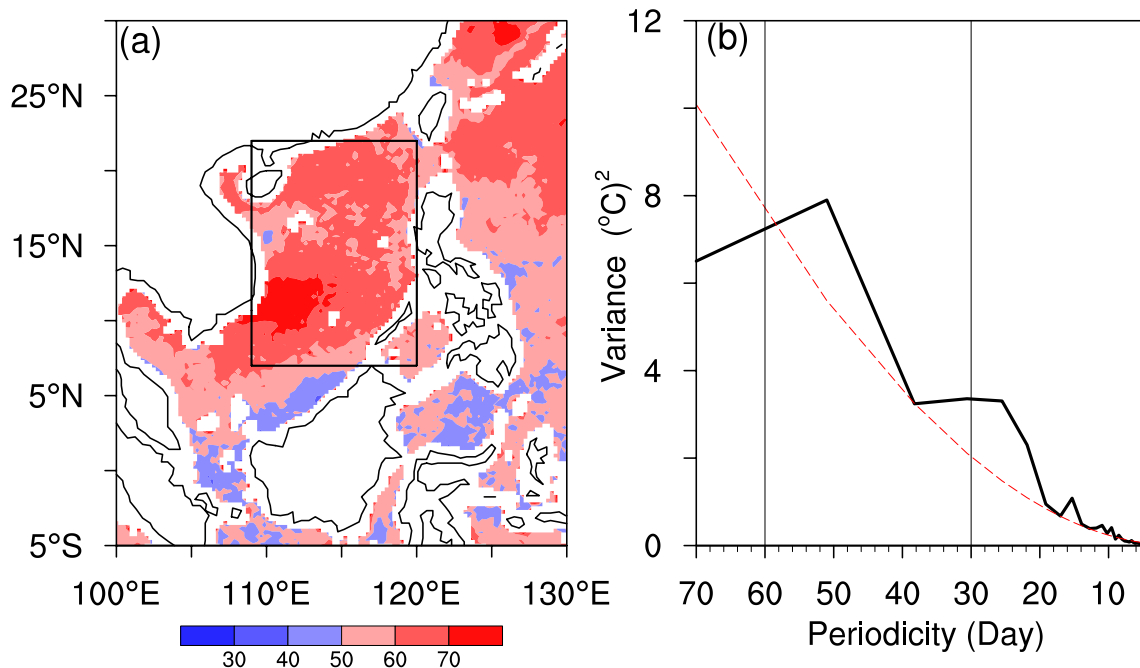 (a)
25°N
15°N
5°N
5°S
100°E 110°E 120°E 130°E
30 40 50 60 70
(b)
12
8
4
0
Variance (°C)²
70 60 50 40 30 20 10
Periodicity (Day)